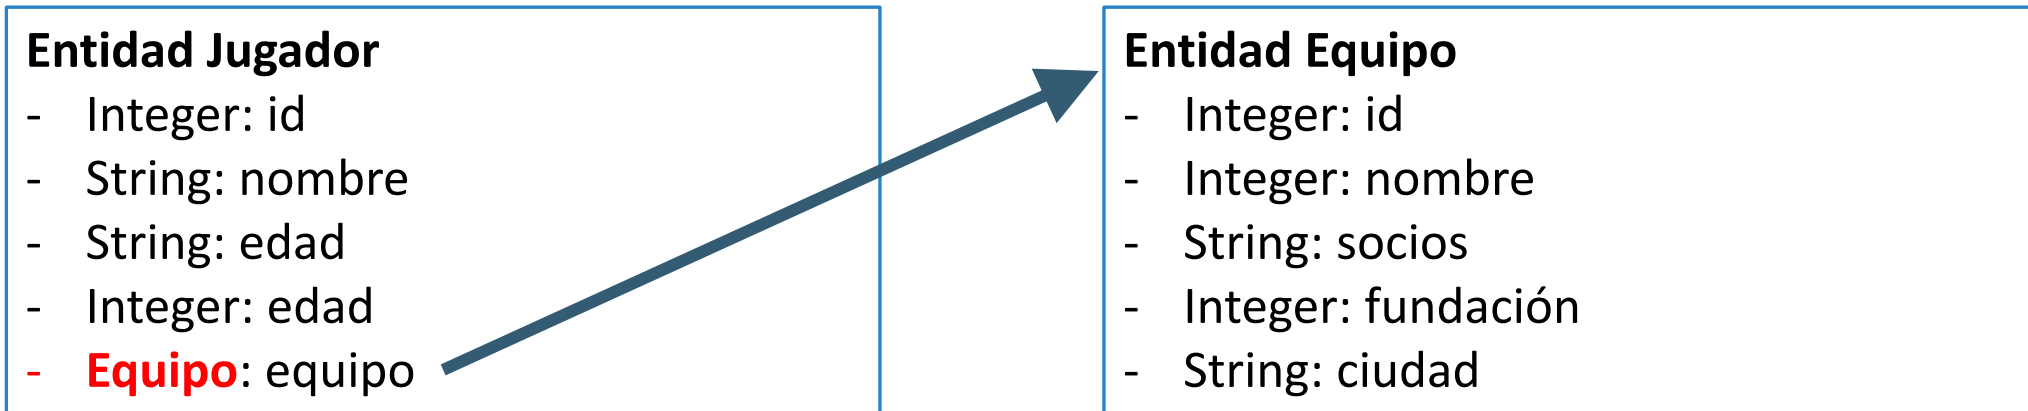 Entidad Jugador
- Integer: id
- String: nombre
- String: edad
- Integer: edad
- Equipo: equipo
Entidad Equipo
- Integer: id
- Integer: nombre
- String: socios
- Integer: fundación
- String: ciudad